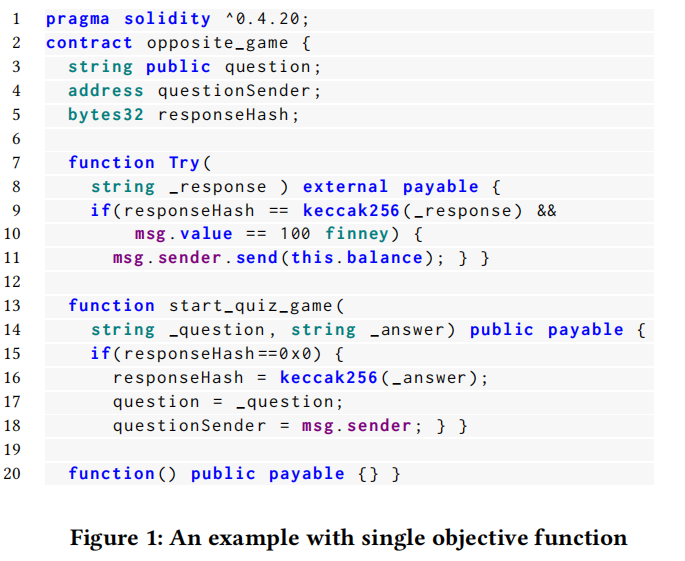 1 pragma solidity ^0.4.20;
2 contract opposite_game {
3 string public question;
4 address questionSender;
5 bytes32 responseHash;
6
7 function Try(
8 string _response ) external payable {
9 if(responseHash == keccak256(_response) &&
10 msg.value == 100 finney) {
11 msg.sender.send(this.balance); } }
12
13 function start_quiz_game(
14 string _question, string _answer) public payable {
15 if(responseHash==0x0) {
16 responseHash = keccak256(_answer);
17 question = _question;
18 questionSender = msg.sender; } }
19
20 function() public payable {} }
Figure 1: An example with single objective function